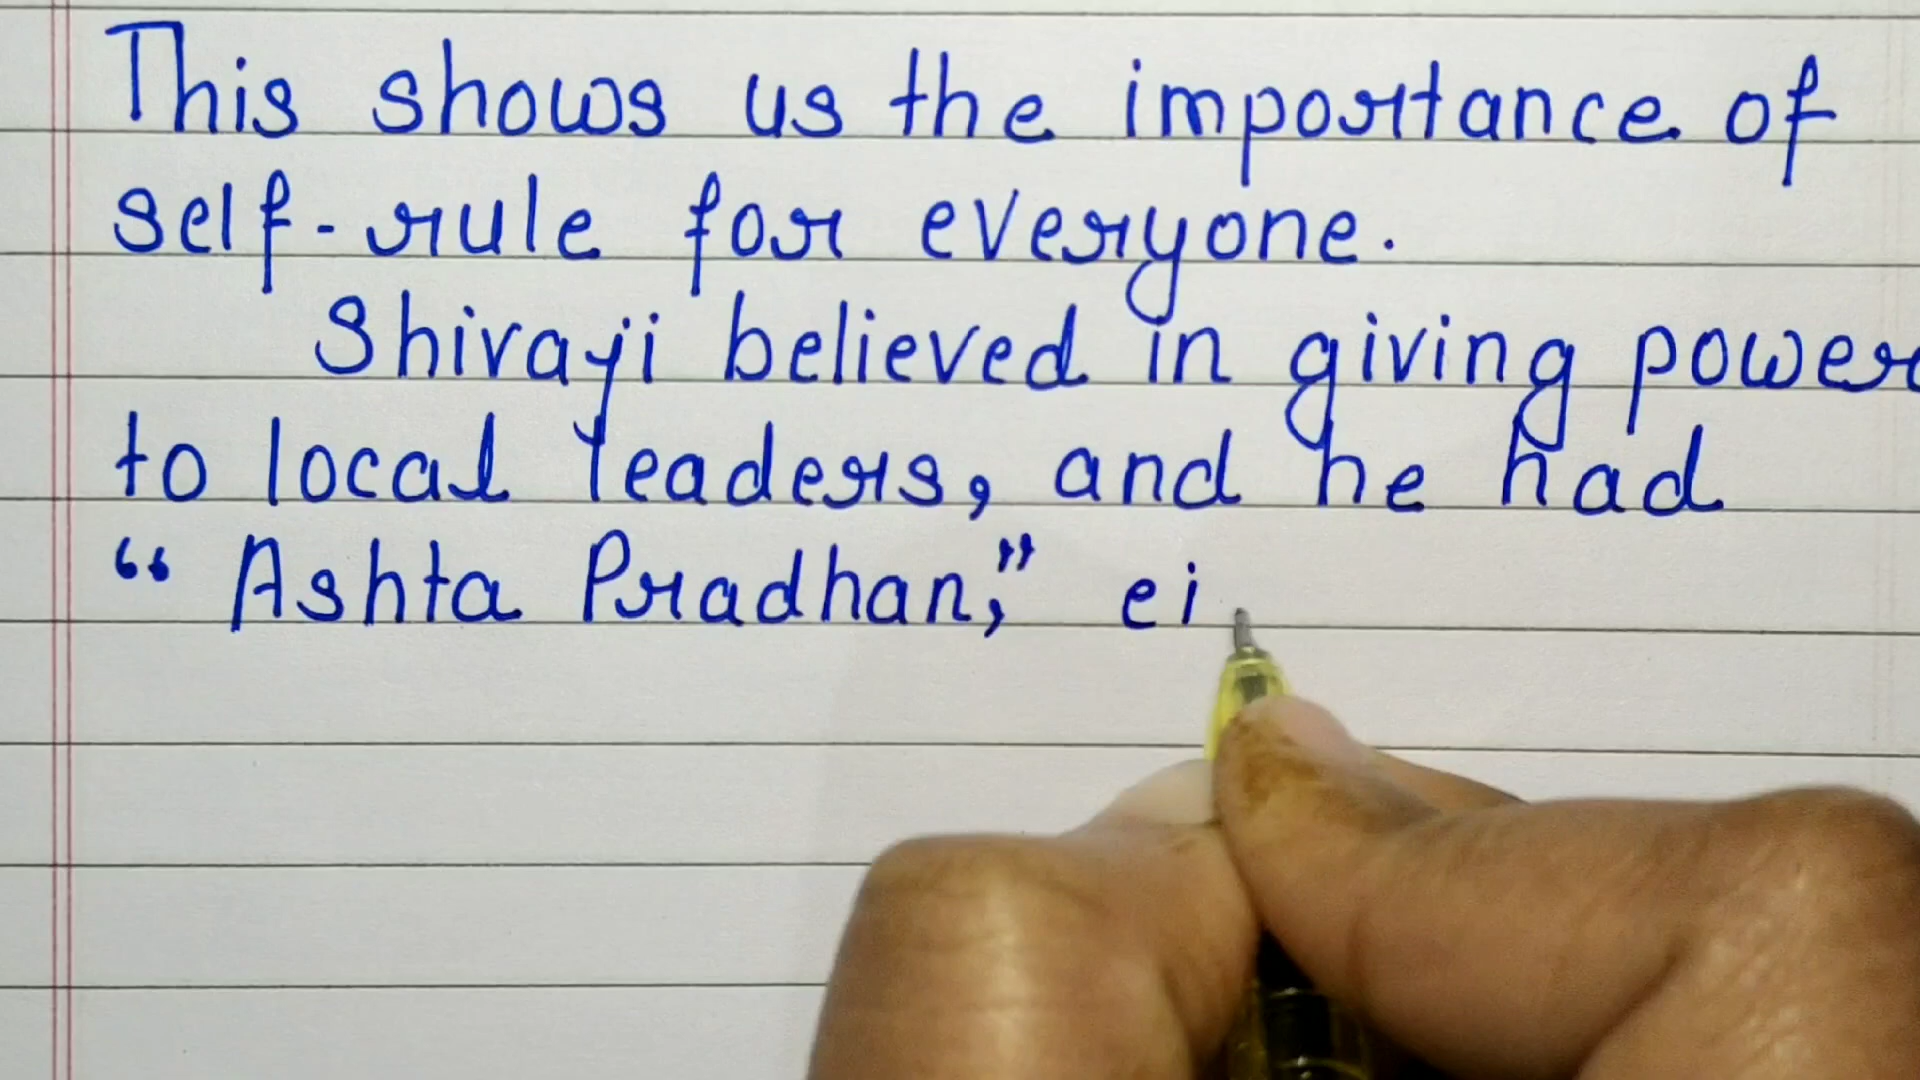 This shows us the importance of
self-rule for everyone.
Shivaji believed in giving power
to local leaders, and he had
“Ashta Pradhan,” ei